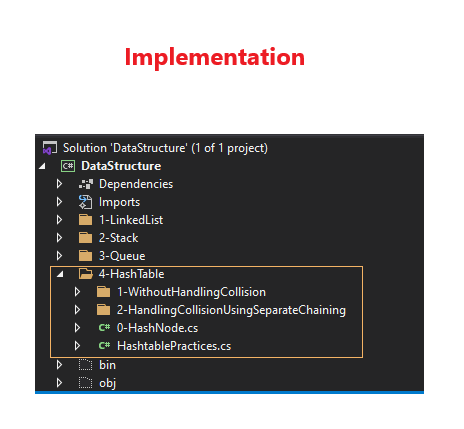 Implementation
Solution 'DataStructure' (1 of 1 project)
C# DataStructure
Dependencies
Imports
1-LinkedList
2-Stack
3-Queue
4-HashTable
1-WithoutHandlingCollision
2-HandlingCollisionUsingSeparateChaining
C# 0-HashNode.cs
C# HashtablePractices.cs
bin
obj